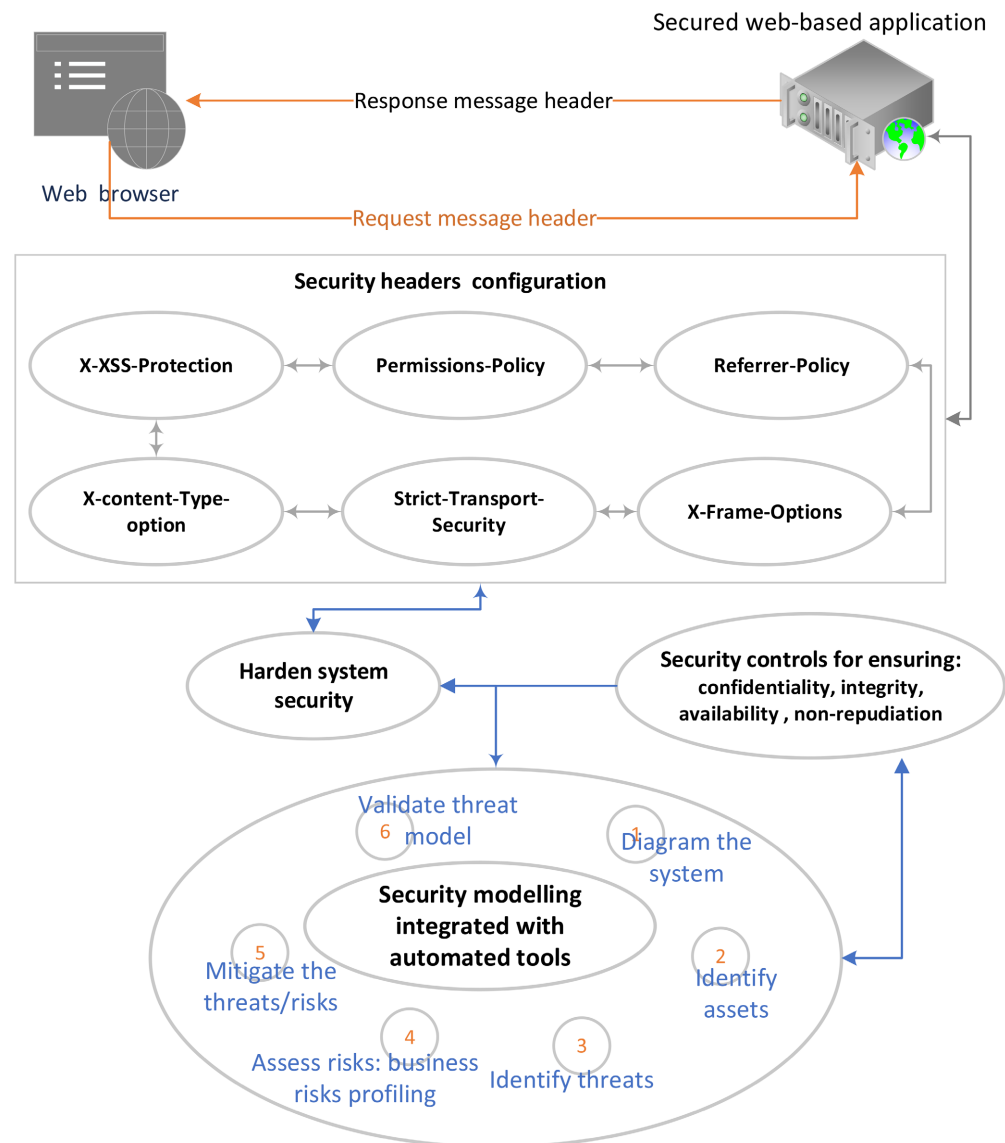 Secured web-based application
Response message header
Web browser
Request message header
Security headers configuration
X-XSS-Protection
Permissions-Policy
Referrer-Policy
X-content-Type-
option
Strict-Transport-
Security
X-Frame-Options
Harden system
security
Security controls for ensuring:
confidentiality, integrity,
availability , non-repudiation
Validate threat
model
6
1
Diagram the
system
Security modelling
integrated with
automated tools
5
Mitigate the
threats/risks
2
Identify
assets
4
Assess risks: business
risks profiling
3
Identify threats